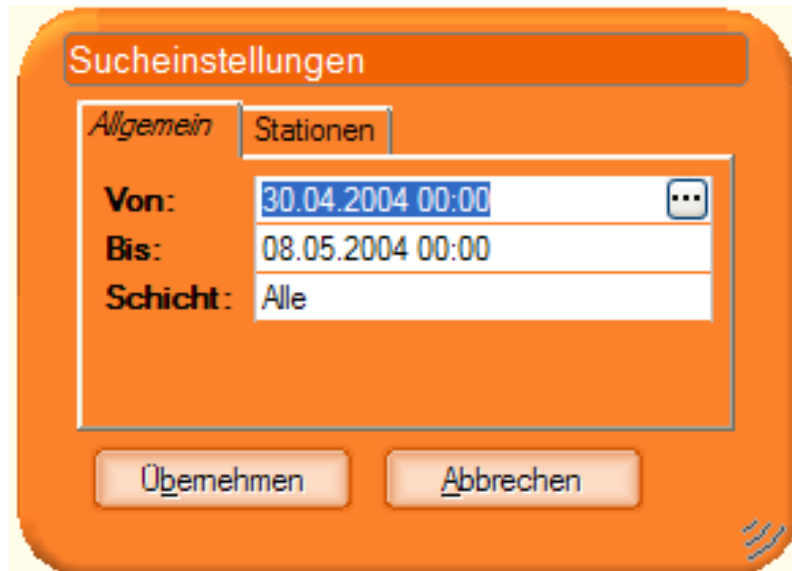 Sucheinstellungen
Allgemein Stationen
Von: 30.04.2004 00:00 ...
Bis: 08.05.2004 00:00
Schicht: Alle
Übernehmen Abbrechen